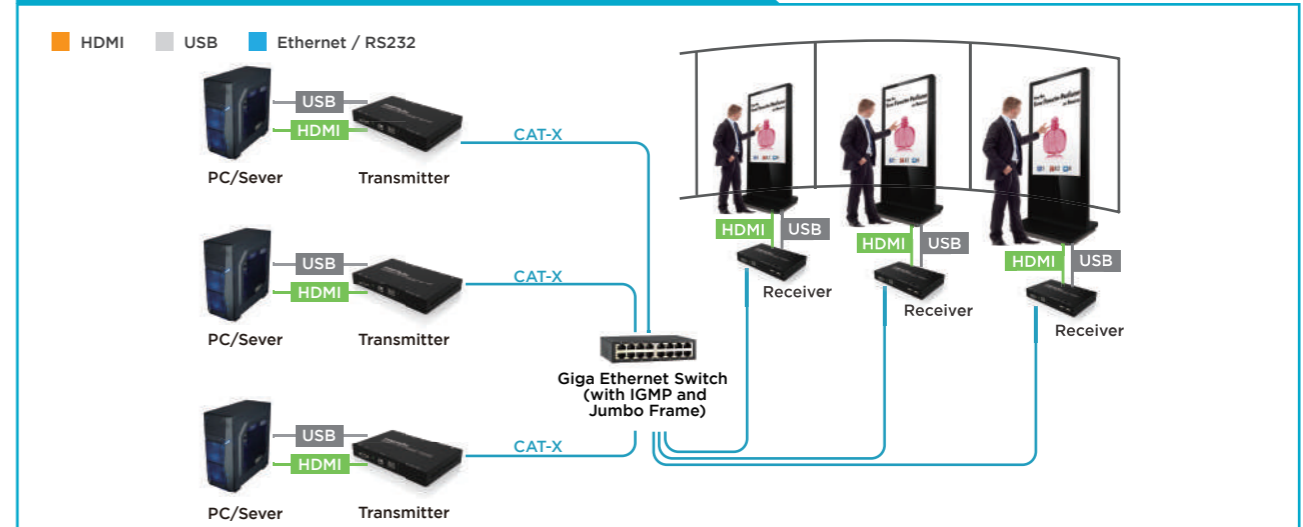 HDMI USB Ethernet / RS232
USB
HDMI
CAT-X
PC/Sever Transmitter
USB
HDMI
CAT-X
PC/Sever Transmitter
USB
HDMI
CAT-X
PC/Sever Transmitter
Giga Ethernet Switch
(with IGMP and
Jumbo Frame)
HDMI USB
Receiver
HDMI USB
Receiver
HDMI USB
Receiver